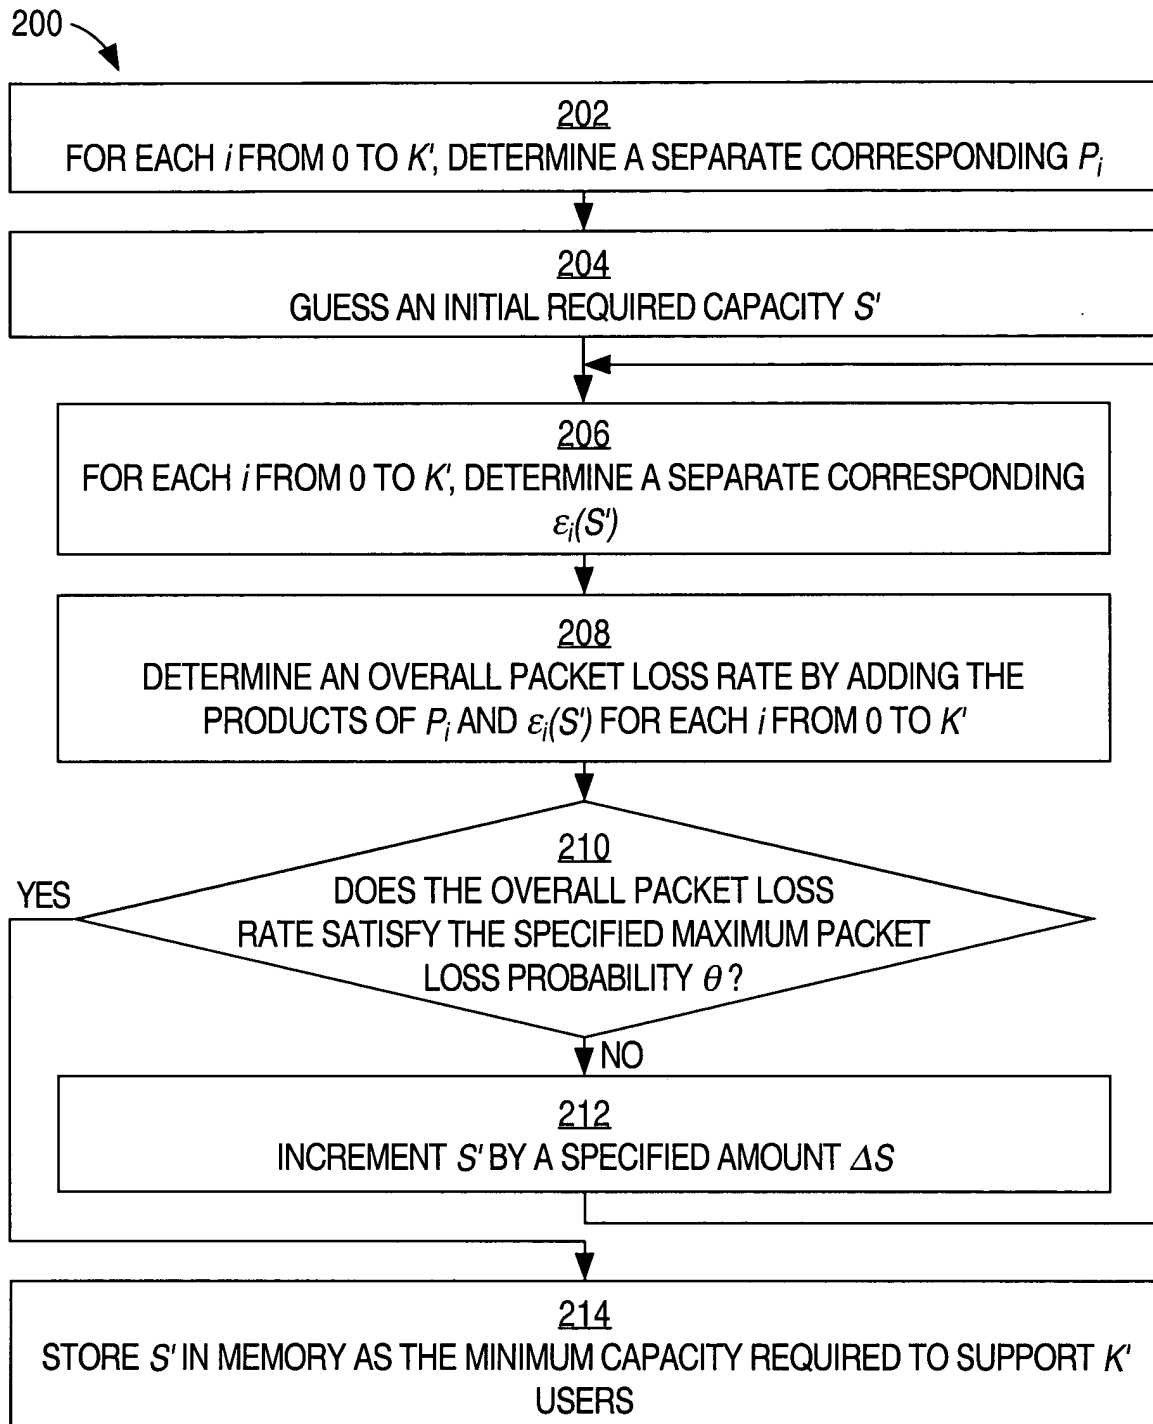 200
202
FOR EACH i FROM 0 TO K', DETERMINE A SEPARATE CORRESPONDING Pi
204
GUESS AN INITIAL REQUIRED CAPACITY S'
206
FOR EACH i FROM 0 TO K', DETERMINE A SEPARATE CORRESPONDING
εi(S')
208
DETERMINE AN OVERALL PACKET LOSS RATE BY ADDING THE
PRODUCTS OF Pi AND εi(S') FOR EACH i FROM 0 TO K'
210
YES
DOES THE OVERALL PACKET LOSS
RATE SATISFY THE SPECIFIED MAXIMUM PACKET
LOSS PROBABILITY θ?
NO
212
INCREMENT S' BY A SPECIFIED AMOUNT ΔS
214
STORE S' IN MEMORY AS THE MINIMUM CAPACITY REQUIRED TO SUPPORT K'
USERS